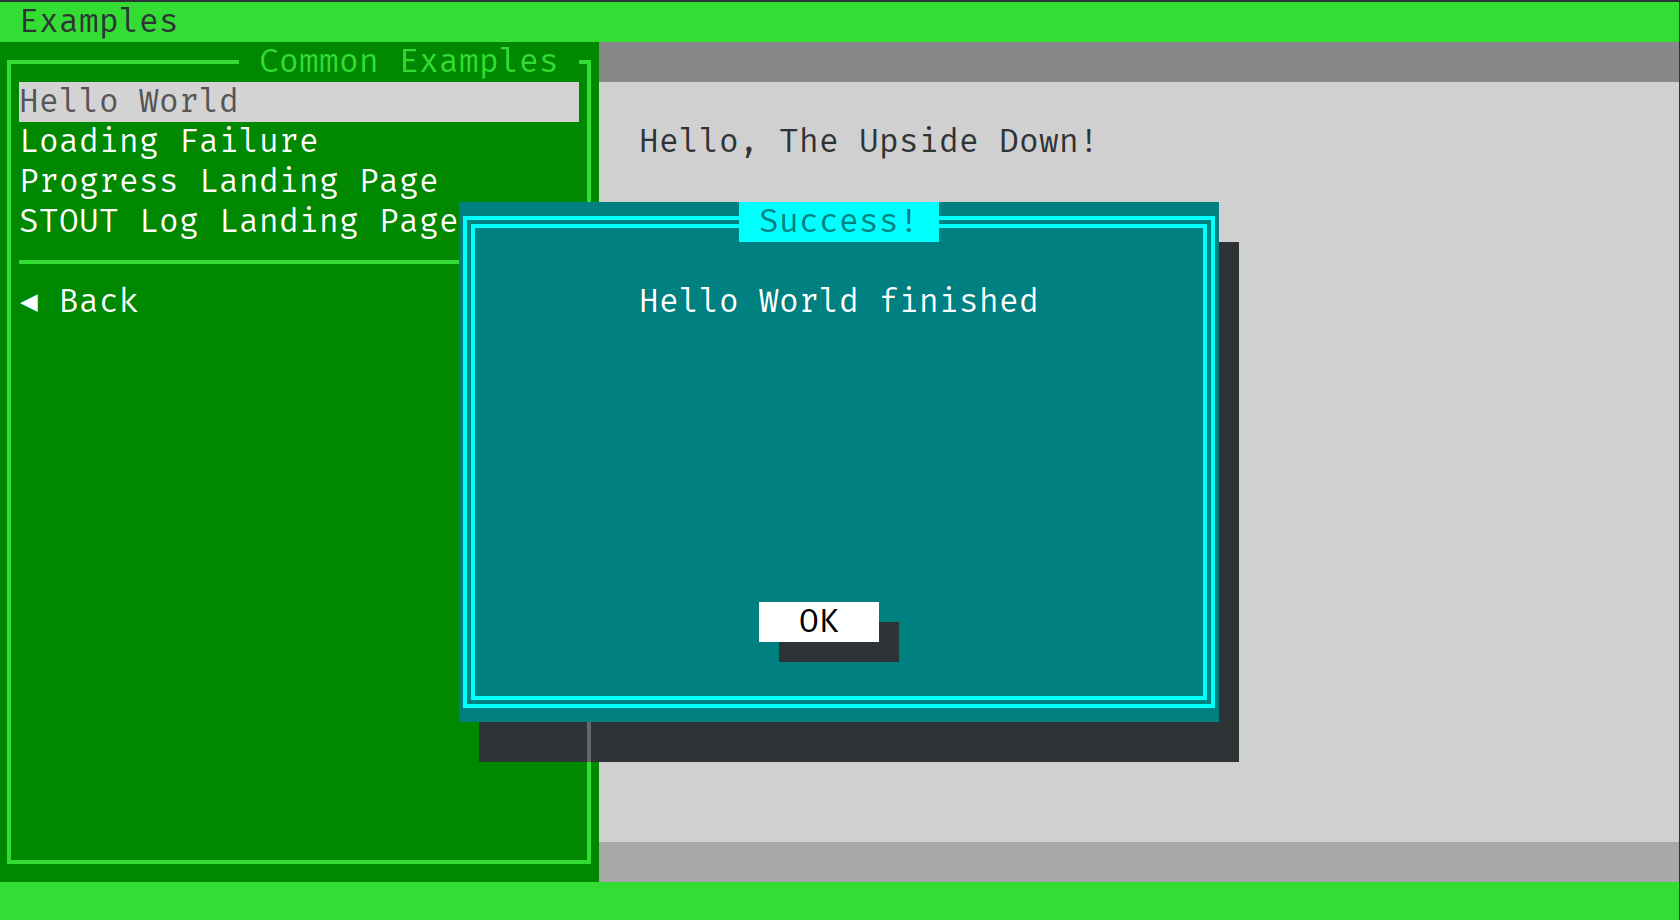 Examples
Common Examples
Hello World
Loading Failure
Progress Landing Page
STOUT Log Landing Page
◄ Back
Hello, The Upside Down!
Success!
Hello World finished
OK